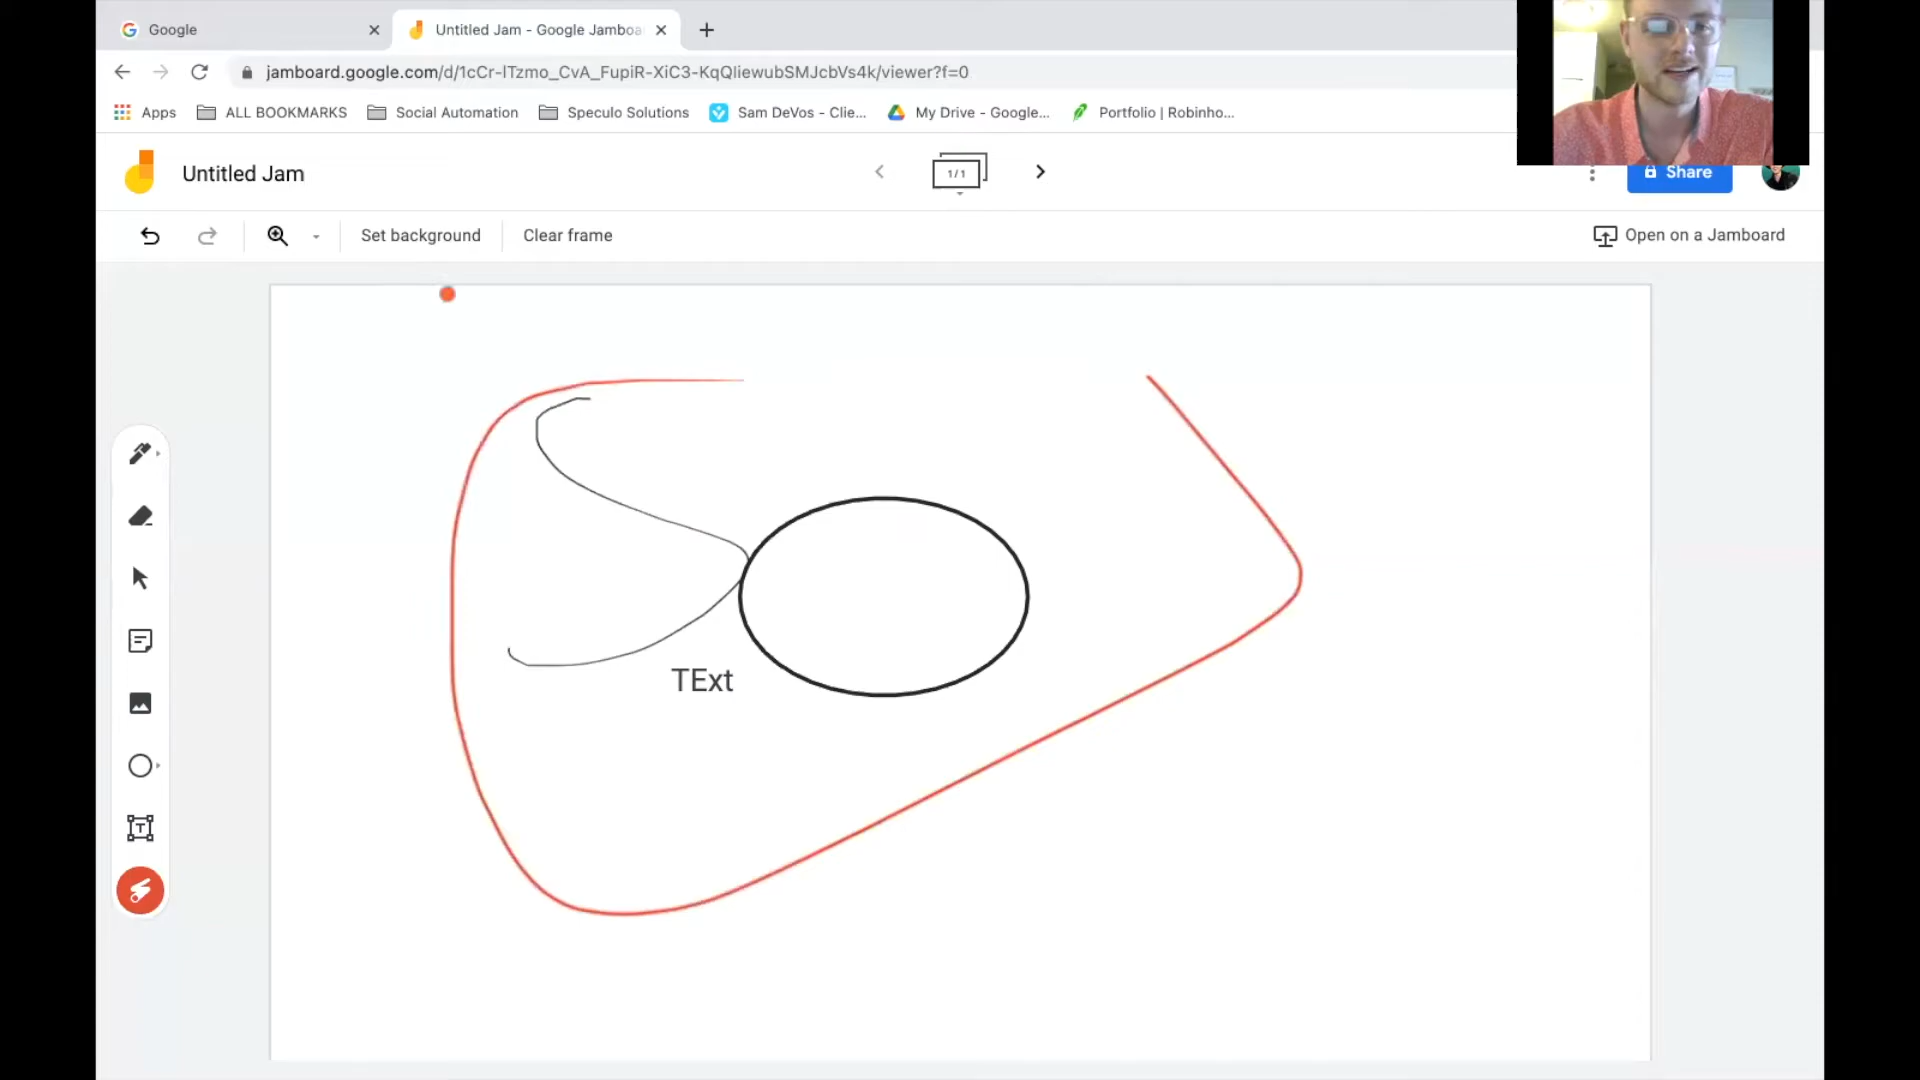 Google
Untitled Jam - Google Jamboa
jamboard.google.com/d/1cCr-lTzmo_CvA_FupiR-XiC3-KqQIiewubSMJcbVs4k/viewer?f=0
Apps
ALL BOOKMARKS
Social Automation
Speculo Solutions
Sam DeVos - Clie...
My Drive - Google...
Portfolio | Robinho...
Untitled Jam
1/1
Share
Set background
Clear frame
Open on a Jamboard
TExt